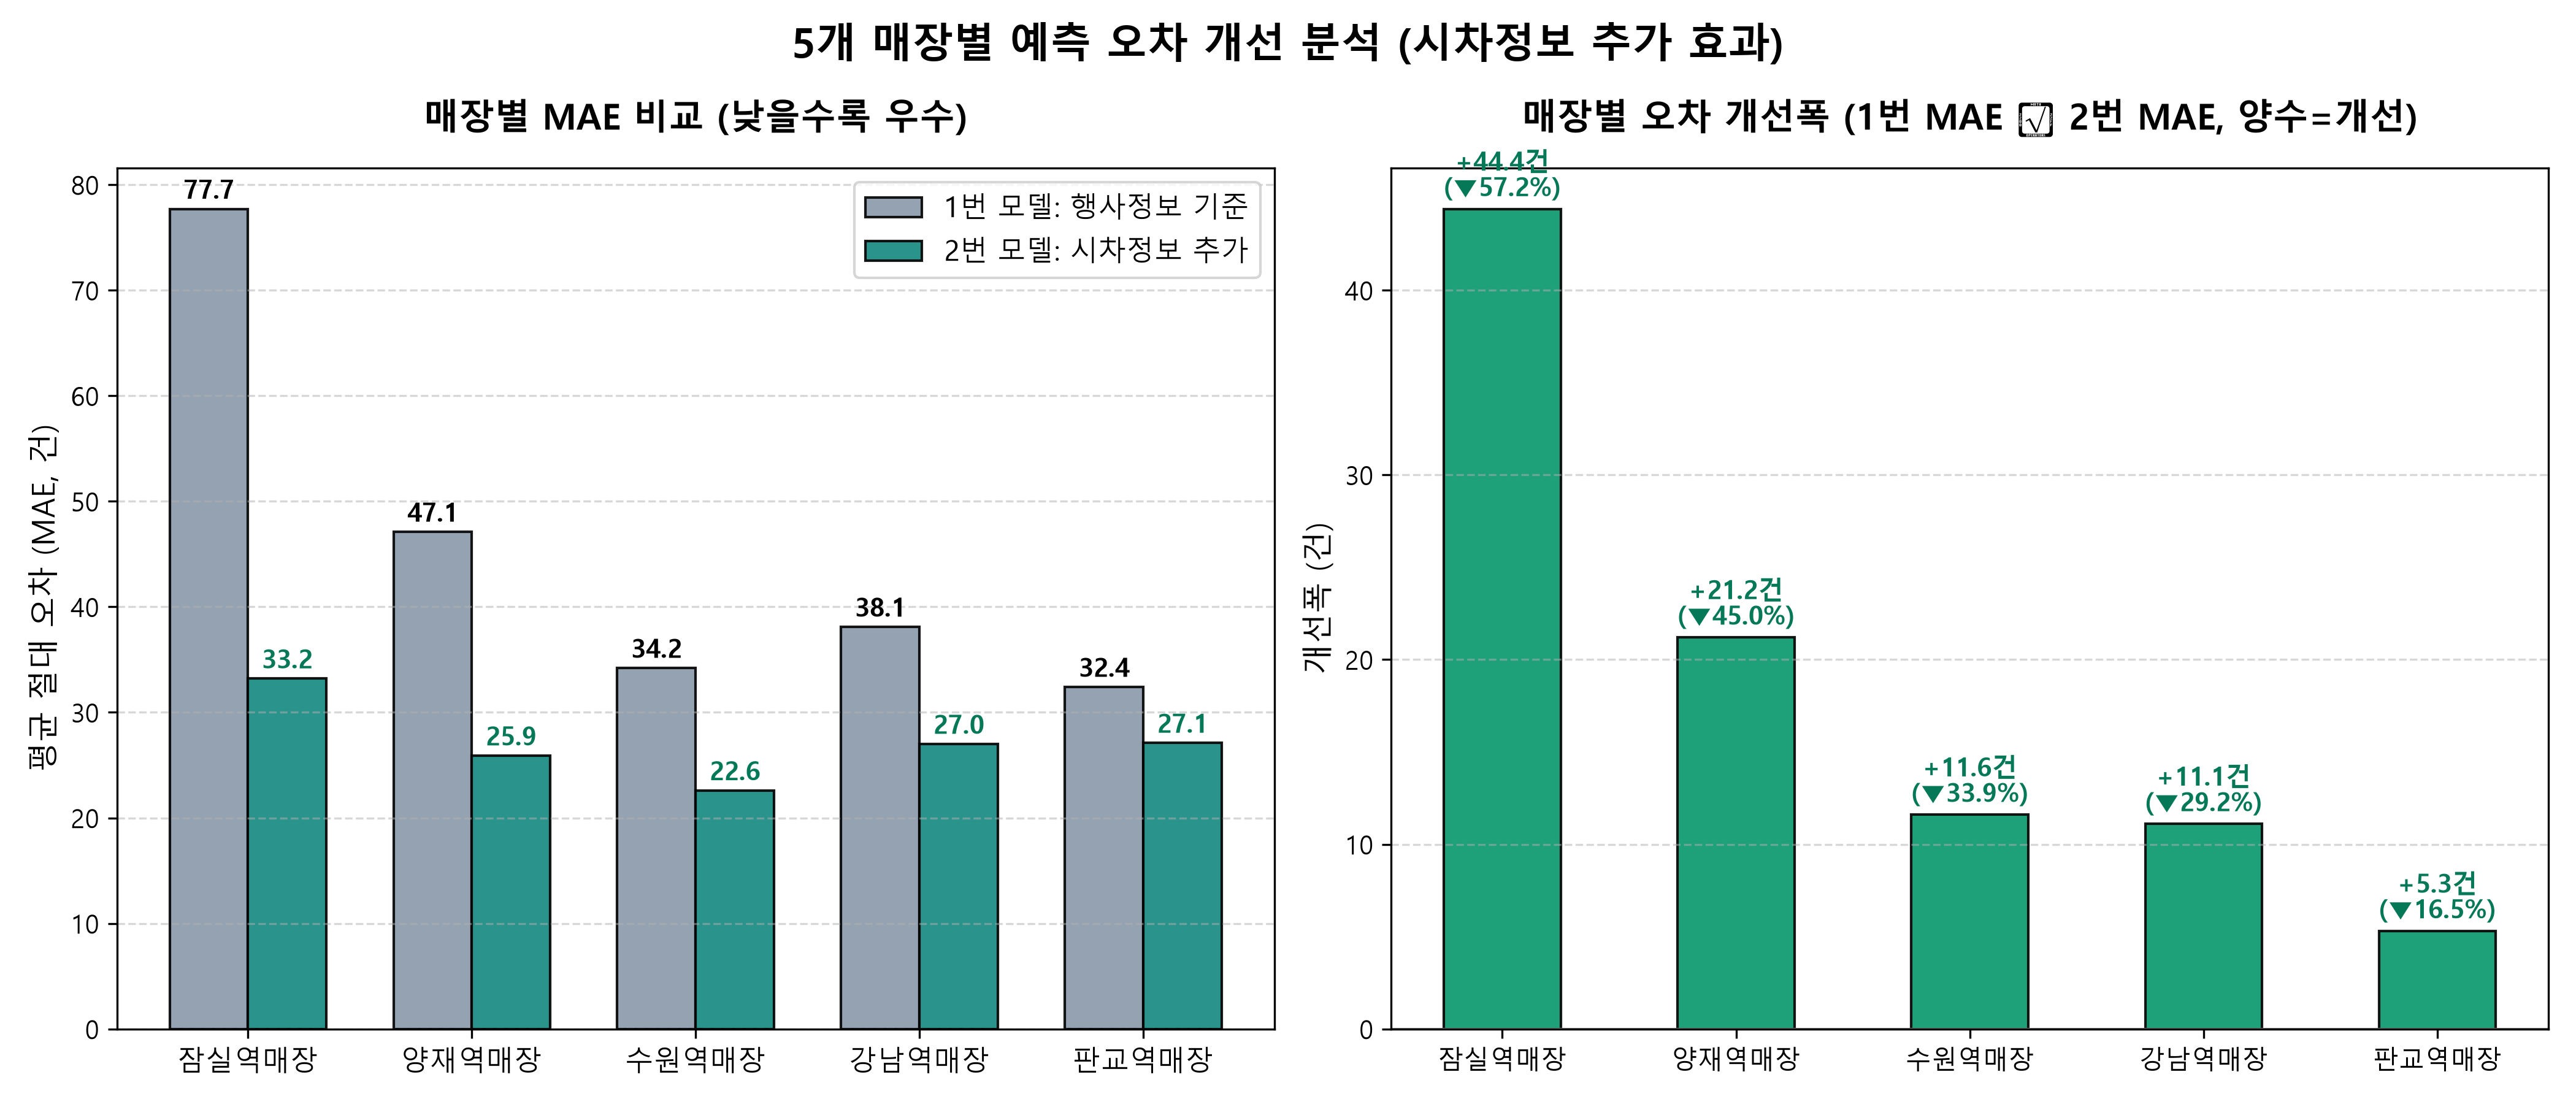 5개 매장별 예측 오차 개선 분석 (시차정보 추가 효과)
매장별 MAE 비교 (낮을수록 우수)
평균 절대 오차 (MAE, 건)
80
70
60
50
40
30
20
10
0
77.7
33.2
47.1
25.9
34.2
22.6
38.1
27.0
32.4
27.1
1번 모델: 행사정보 기준
2번 모델: 시차정보 추가
잠실역매장
양재역매장
수원역매장
강남역매장
판교역매장
매장별 오차 개선폭 (1번 MAE 2번 MAE, 양수=개선)
개선폭 (건)
40
30
20
10
0
+44.4건
(▼57.2%)
+21.2건
(▼45.0%)
+11.6건
(▼33.9%)
+11.1건
(▼29.2%)
+5.3건
(▼16.5%)
잠실역매장
양재역매장
수원역매장
강남역매장
판교역매장